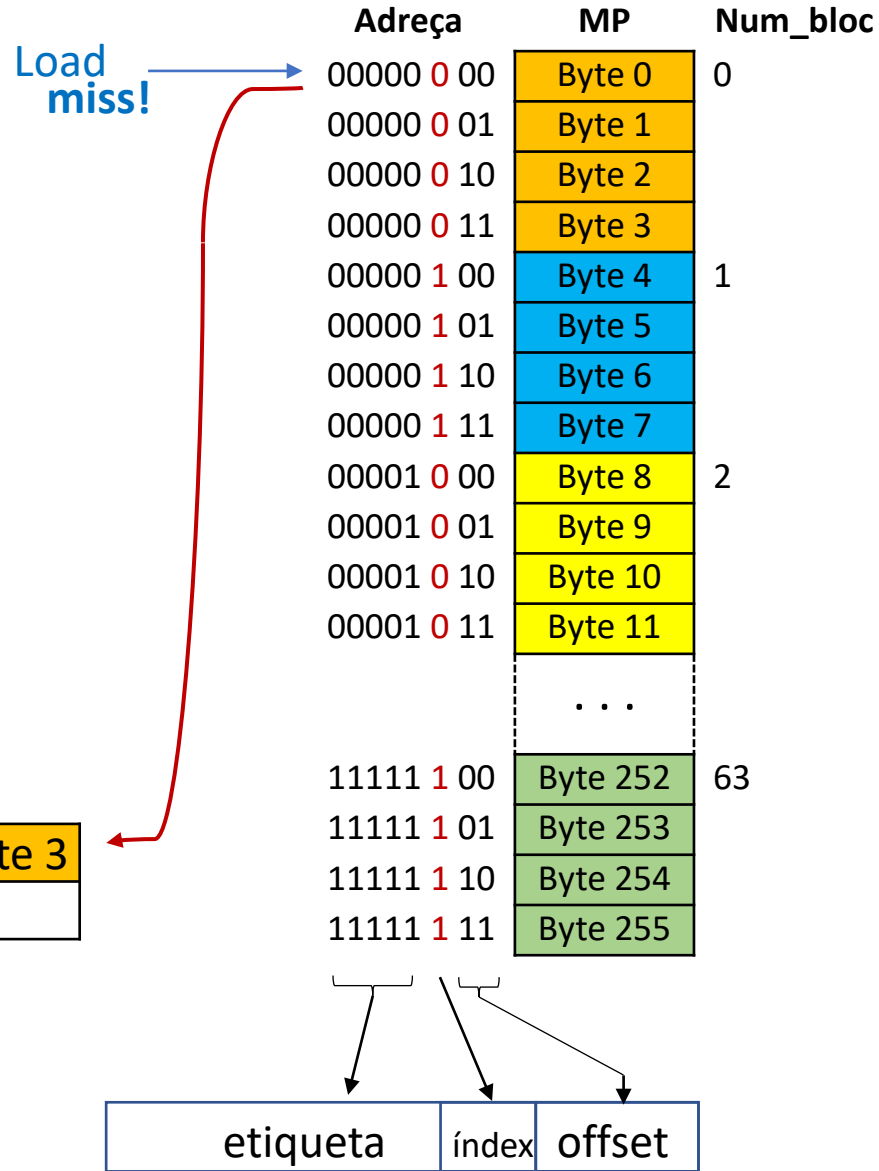 Adreça MP Num_bloc
Load
miss!
00000 0 00 Byte 0 0
00000 0 01 Byte 1
00000 0 10 Byte 2
00000 0 11 Byte 3
00000 1 00 Byte 4 1
00000 1 01 Byte 5
00000 1 10 Byte 6
00000 1 11 Byte 7
00001 0 00 Byte 8 2
00001 0 01 Byte 9
00001 0 10 Byte 10
00001 0 11 Byte 11
. . .
11111 1 00 Byte 252 63
11111 1 01 Byte 253
te 3
11111 1 10 Byte 254
11111 1 11 Byte 255
etiqueta índex offset